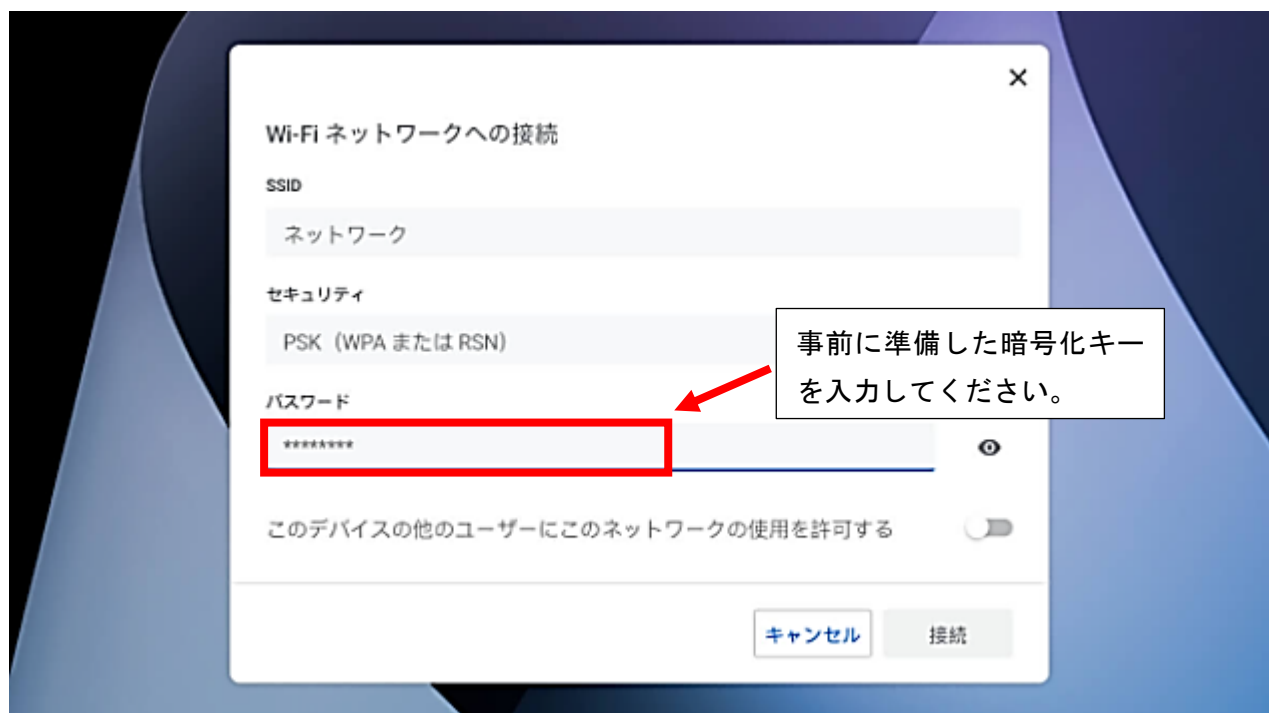 Wi-Fi ネットワークへの接続
SSID
ネットワーク
セキュリティ
PSK（WPA または RSN）
事前に準備した暗号化キー
を入力してください。
パスワード
********
このデバイスの他のユーザーにこのネットワークの使用を許可する
キャンセル
接続